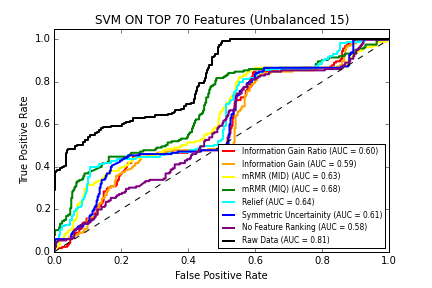 SVM ON TOP 70 Features (Unbalanced 15)
1.0
0.8
0.6
0.4
0.2
0.0
True Positive Rate
Information Gain Ratio (AUC = 0.60)
Information Gain (AUC = 0.59)
mRMR (MID) (AUC = 0.63)
mRMR (MIQ) (AUC = 0.68)
Relief (AUC = 0.64)
Symmetric Uncertainity (AUC = 0.61)
No Feature Ranking (AUC = 0.58)
Raw Data (AUC = 0.81)
0.0 0.2 0.4 0.6 0.8 1.0
False Positive Rate